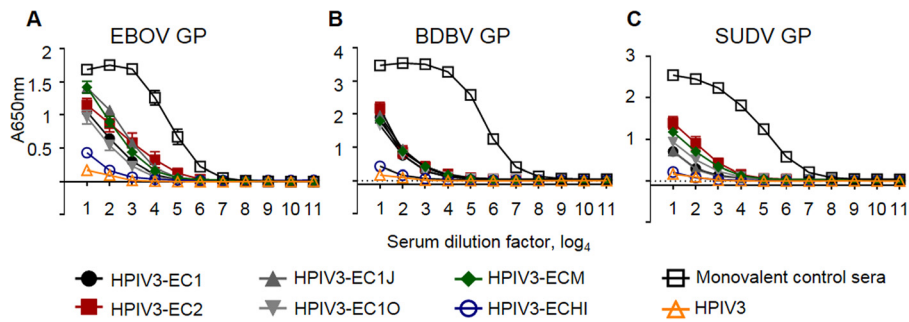 A
EBOV GP
B
BDBV GP
C
SUDV GP
A650nm
2
1.5
1
0.5
4
3
2
1
0
3
2
1
0
1 2 3 4 5 6 7 8 9 10 11
1 2 3 4 5 6 7 8 9 10 11
1 2 3 4 5 6 7 8 9 10 11
Serum dilution factor, log4
HPIV3-EC1
HPIV3-EC1J
HPIV3-ECM
Monovalent control sera
HPIV3-EC2
HPIV3-EC1O
HPIV3-ECHI
HPIV3